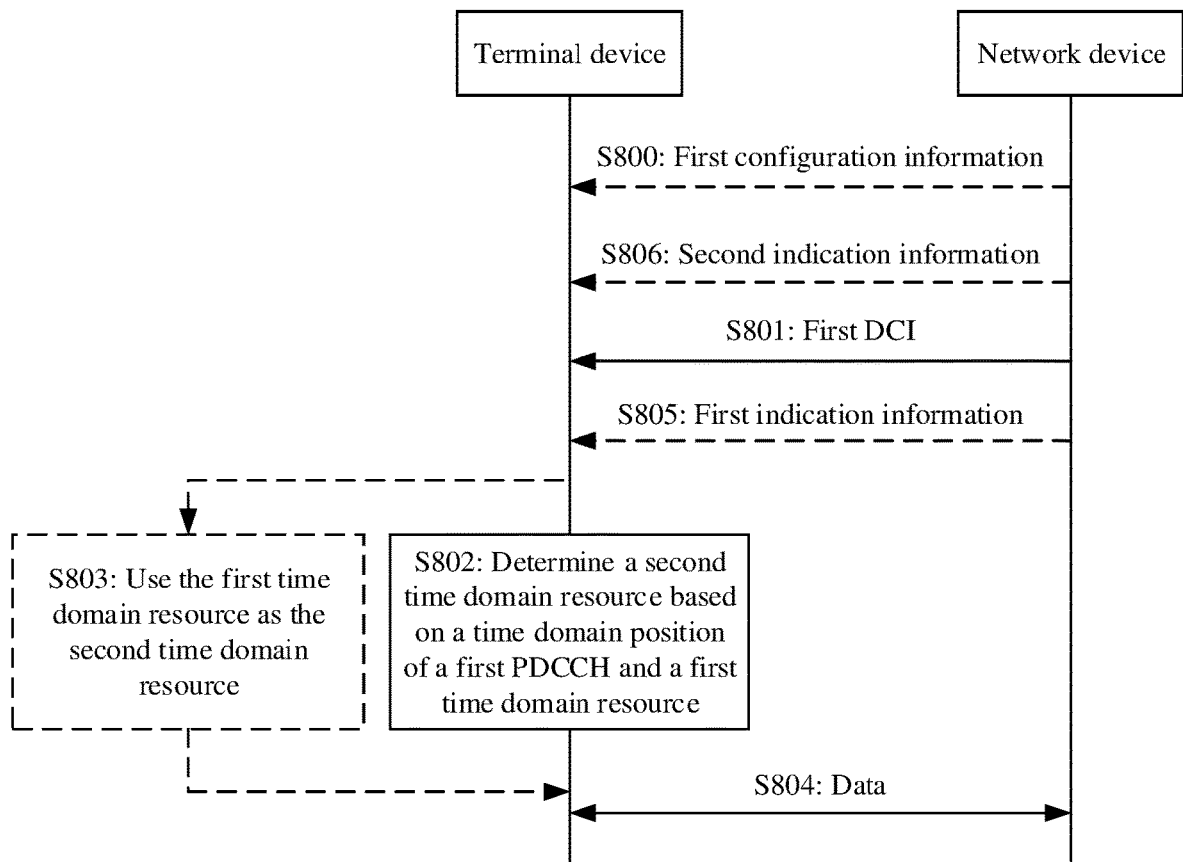 Terminal device
Network device
S800: First configuration information
S806: Second indication information
S801: First DCI
S805: First indication information
S803: Use the first time
domain resource as the
second time domain
resource
S802: Determine a second
time domain resource based
on a time domain position
of a first PDCCH and a first
time domain resource
S804: Data